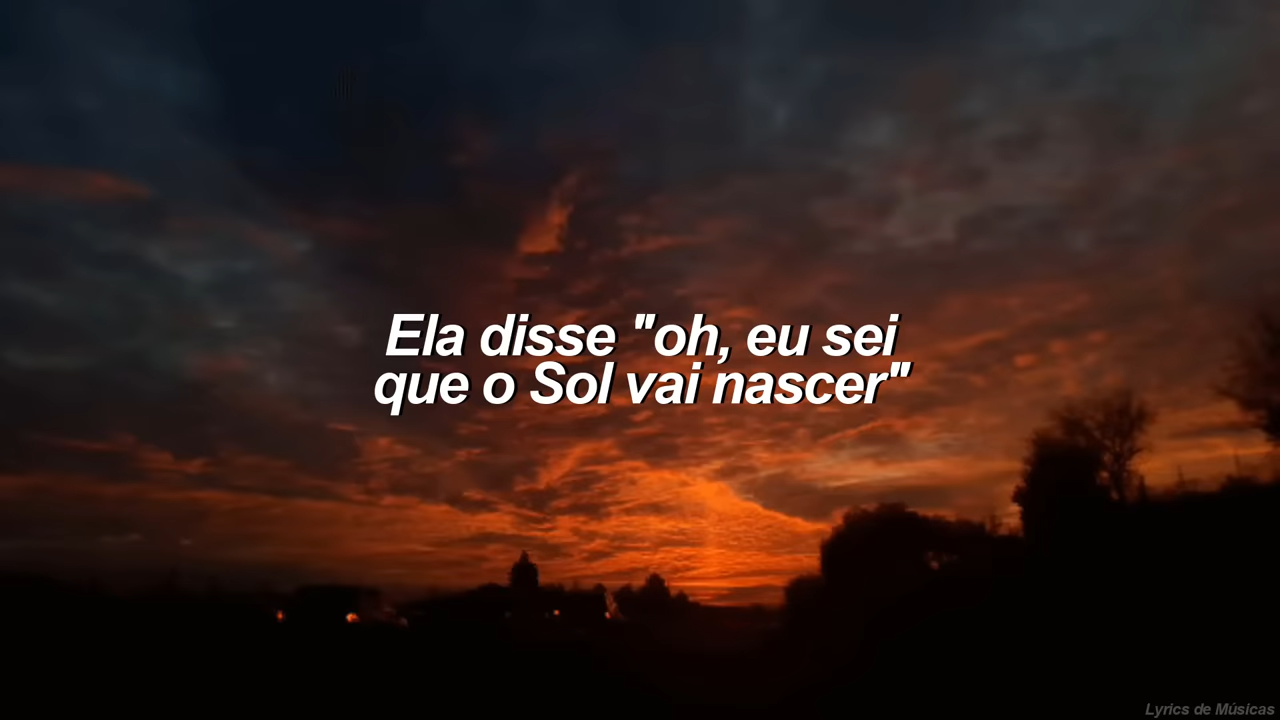 Ela disse "oh, eu sei
que o Sol vai nascer"
Lyrics de Músicas